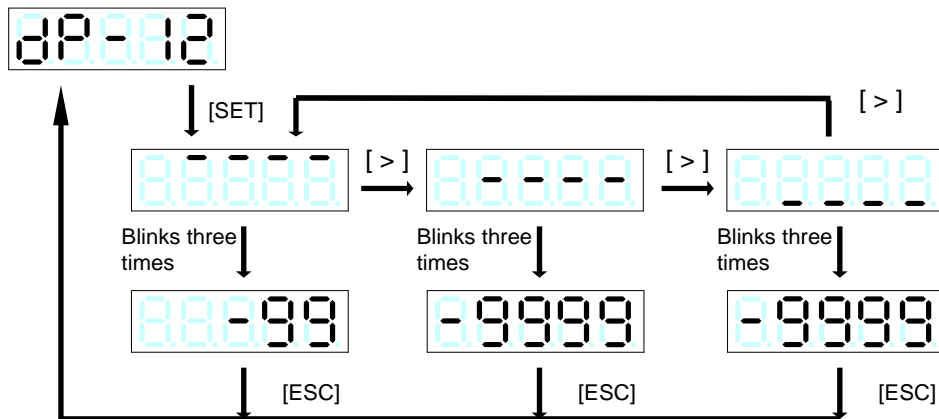 dP-12
[SET]
[ > ]
[ > ]
[ > ]
- - - -
- - - -
_ _ _ _
Blinks three
times
Blinks three
times
Blinks three
times
-99
-9999
-9999
[ESC]
[ESC]
[ESC]